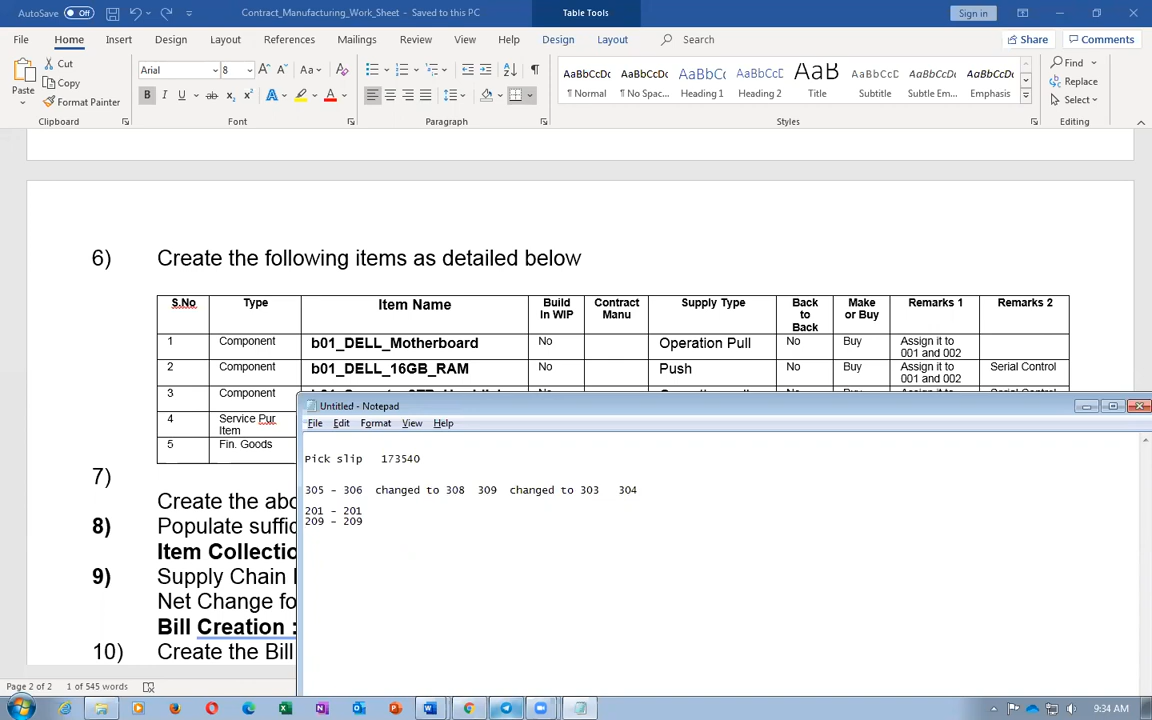 AutoSave Off Contract_Manufacturing_Work_Sheet - Saved to this PC Table Tools Sign in
File Home Insert Design Layout References Mailings Review View Help Design Layout Search Share Comments
Paste Cut Copy Format Painter
Arial 8 Aa
B I U ab x2 x2 A A
AaBbCcDc AaBbCcDc AaBbCc AaBbCcD AaB AaBbCcD AaBbCcDc AaBbCcDc
¶ Normal ¶ No Spac... Heading 1 Heading 2 Title Subtitle Subtle Em... Emphasis
Find Replace Select
Clipboard Font Paragraph Styles Editing
6) Create the following items as detailed below
S.No Type Item Name Build In WIP Contract Manu Supply Type Back to Back Make or Buy Remarks 1 Remarks 2
1 Component b01_DELL_Motherboard No Operation Pull No Buy Assign it to 001 and 002
2 Component b01_DELL_16GB_RAM No Push No Buy Assign it to 001 and 002 Serial Control
3 Component
4 Service Pur Item
5 Fin. Goods
7)
Create the abo
8) Populate suffic
Item Collectio
9) Supply Chain
Net Change fo
Bill Creation :
10) Create the Bill
Untitled - Notepad
File Edit Format View Help
Pick slip 173540
305 - 306 changed to 308 309 changed to 303 304
201 - 201
209 - 209
Page 2 of 2 1 of 545 words
9:34 AM